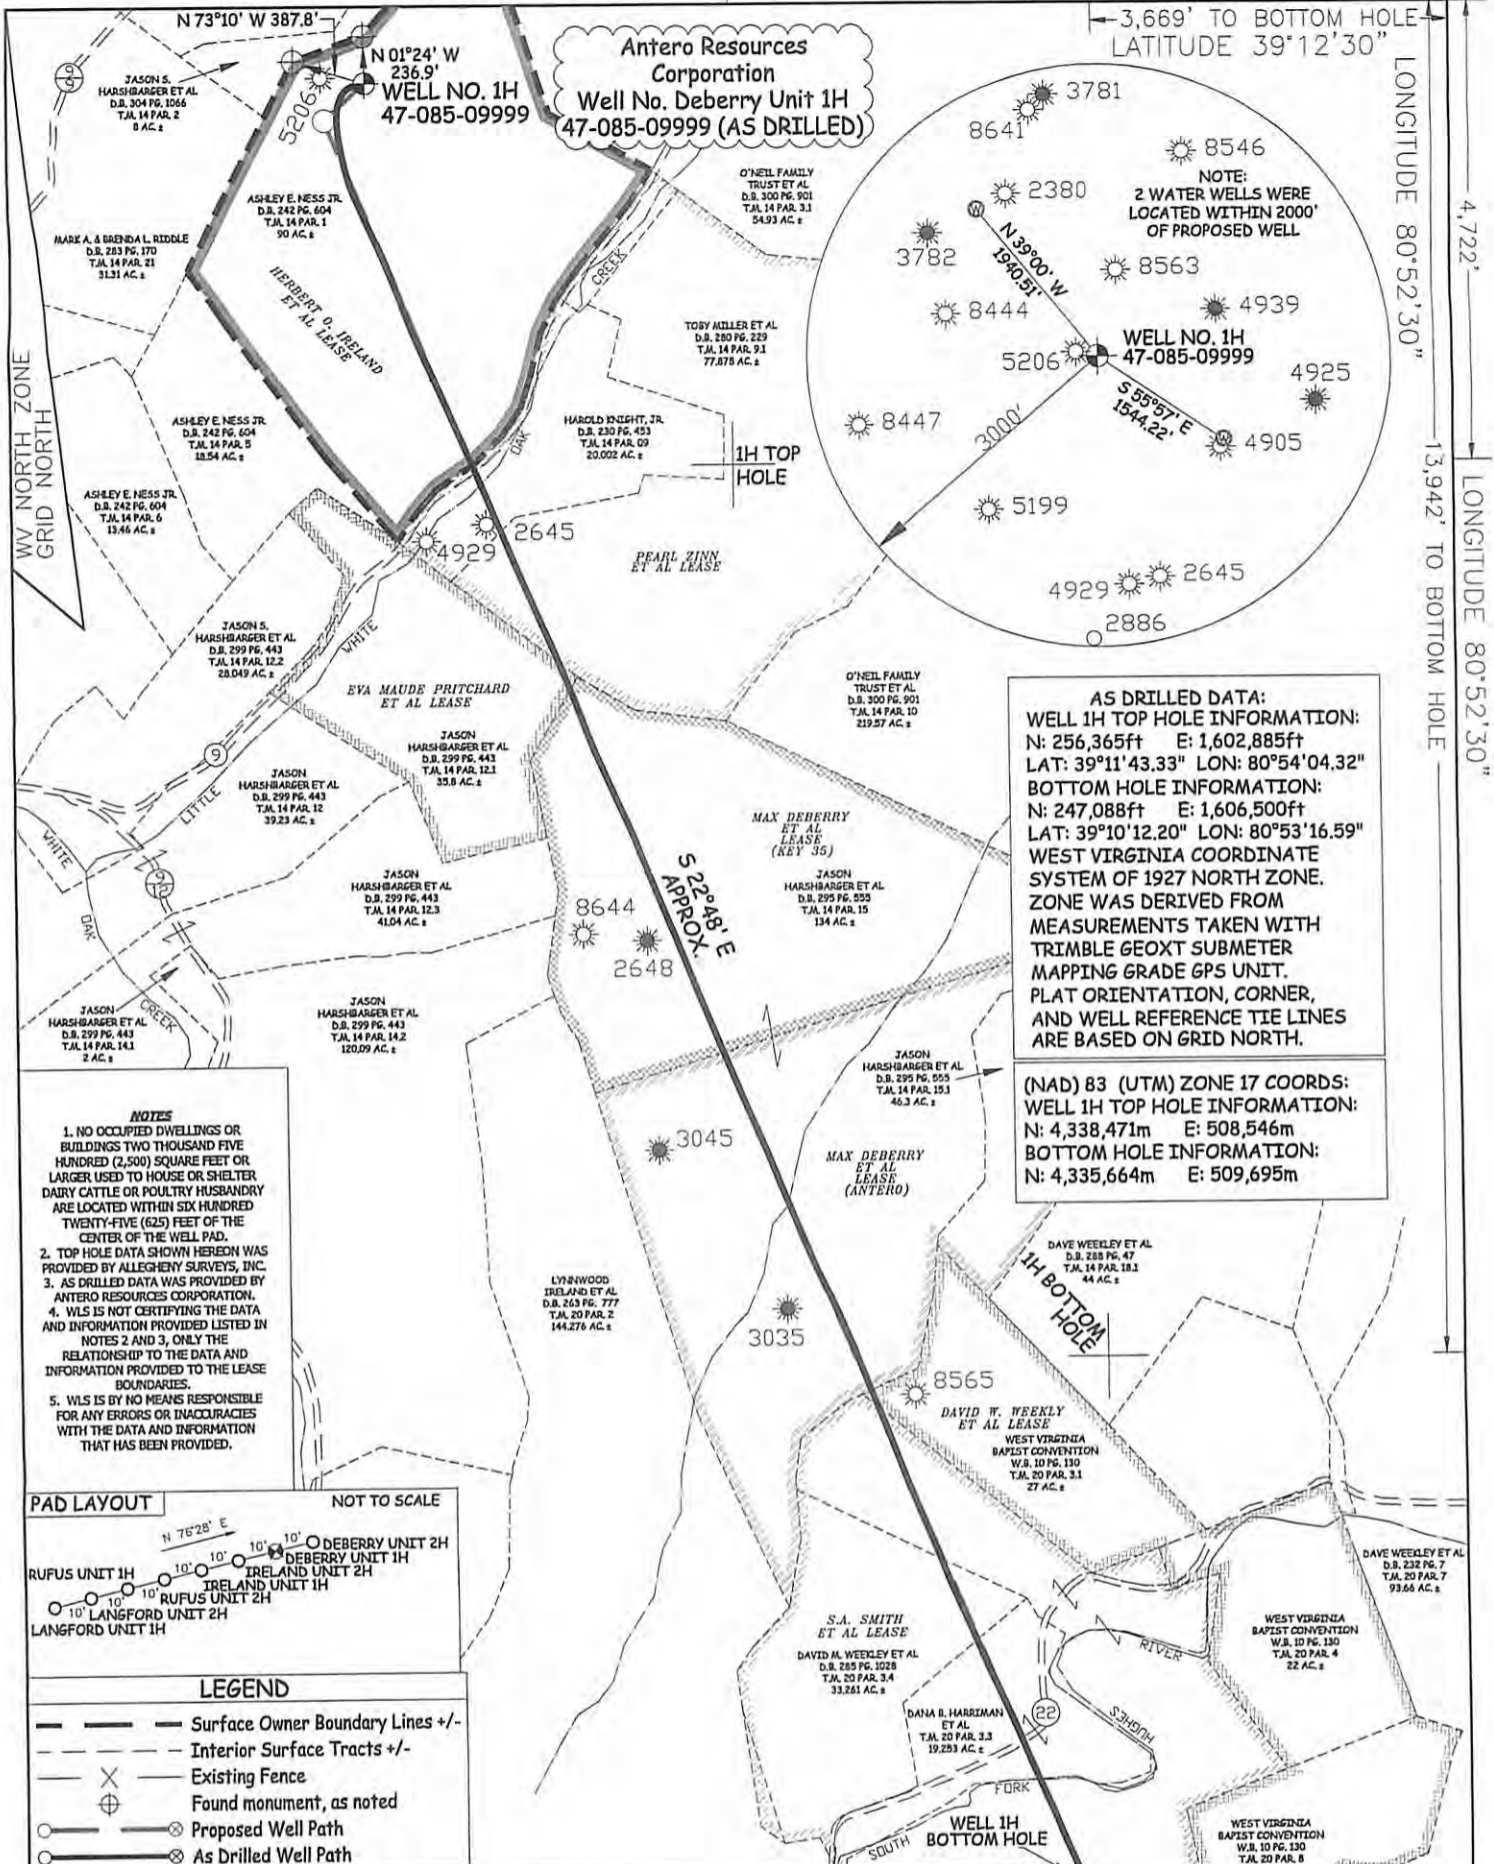 N 73°10' W 387.8'
N 01°24' W
236.9'
WELL NO. 1H
47-085-09999
5206
Antero Resources
Corporation
Well No. Deberry Unit 1H
47-085-09999 (AS DRILLED)
3,669' TO BOTTOM HOLE
LATITUDE 39°12'30"
LONGITUDE 80°52'30"
4,722'
13,942' TO BOTTOM HOLE
LONGITUDE 80°52'30"
JASON S.
HARSHBARGER ET AL
D.B. 304 PG. 1066
T.M. 14 PAR. 2
8 AC. ±
ASHLEY E. NESS JR.
D.B. 242 PG. 604
T.M. 14 PAR. 1
90 AC. ±
MARK A. & BRENDA L. RIDDLE
D.B. 283 PG. 170
T.M. 14 PAR. 21
31.31 AC. ±
HERBERT O. IRELAND
ET AL LEASE
O'NEIL FAMILY
TRUST ET AL
D.B. 300 PG. 901
T.M. 14 PAR. 3.1
54.93 AC. ±
CREEK
TOBY MILLER ET AL
D.B. 280 PG. 229
T.M. 14 PAR. 9.1
77.878 AC. ±
WV NORTH ZONE
GRID NORTH
ASHLEY E. NESS JR.
D.B. 242 PG. 604
T.M. 14 PAR. 5
18.54 AC. ±
HAROLD KNIGHT, JR.
D.B. 230 PG. 453
T.M. 14 PAR. 09
20.002 AC. ±
OAK
1H TOP
HOLE
ASHLEY E. NESS JR.
D.B. 242 PG. 604
T.M. 14 PAR. 6
13.46 AC. ±
3781
8641
8546
NOTE:
2 WATER WELLS WERE
LOCATED WITHIN 2000'
OF PROPOSED WELL
2380
W
N 39°00' W
1940.51'
3782
8563
8444
4939
WELL NO. 1H
47-085-09999
5206
4925
S 55°57' E
1544.22'
8447
3000'
W
4905
5199
4929
2645
2886
4929
2645
PEARL ZINN
ET AL LEASE
JASON S.
HARSHBARGER ET AL
D.B. 299 PG. 443
T.M. 14 PAR. 12.2
28.049 AC. ±
WHITE
EVA MAUDE PRITCHARD
ET AL LEASE
JASON
HARSHBARGER ET AL
D.B. 299 PG. 443
T.M. 14 PAR. 12.1
35.8 AC. ±
O'NEIL FAMILY
TRUST ET AL
D.B. 300 PG. 901
T.M. 14 PAR. 10
219.57 AC. ±
9
JASON
HARSHBARGER ET AL
D.B. 299 PG. 443
T.M. 14 PAR. 12
39.23 AC. ±
LITTLE
WHITE
9
12
OAK
CREEK
JASON
HARSHBARGER ET AL
D.B. 299 PG. 443
T.M. 14 PAR. 12.3
41.04 AC. ±
MAX DEBERRY
ET AL
LEASE
(KEY 35)
JASON
HARSHBARGER ET AL
D.B. 295 PG. 555
T.M. 14 PAR. 15
134 AC. ±
S 22°48' E
APPROX.
8644
2648
JASON
HARSHBARGER ET AL
D.B. 299 PG. 443
T.M. 14 PAR. 14.1
2 AC. ±
JASON
HARSHBARGER ET AL
D.B. 299 PG. 443
T.M. 14 PAR. 14.2
120.09 AC. ±
AS DRILLED DATA:
WELL 1H TOP HOLE INFORMATION:
N: 256,365ft E: 1,602,885ft
LAT: 39°11'43.33" LON: 80°54'04.32"
BOTTOM HOLE INFORMATION:
N: 247,088ft E: 1,606,500ft
LAT: 39°10'12.20" LON: 80°53'16.59"
WEST VIRGINIA COORDINATE
SYSTEM OF 1927 NORTH ZONE.
ZONE WAS DERIVED FROM
MEASUREMENTS TAKEN WITH
TRIMBLE GEOXT SUBMETER
MAPPING GRADE GPS UNIT.
PLAT ORIENTATION, CORNER,
AND WELL REFERENCE TIE LINES
ARE BASED ON GRID NORTH.
(NAD) 83 (UTM) ZONE 17 COORDS:
WELL 1H TOP HOLE INFORMATION:
N: 4,338,471m E: 508,546m
BOTTOM HOLE INFORMATION:
N: 4,335,664m E: 509,695m
JASON
HARSHBARGER ET AL
D.B. 295 PG. 555
T.M. 14 PAR. 15.1
46.3 AC. ±
3045
MAX DEBERRY
ET AL
LEASE
(ANTERO)
NOTES
1. NO OCCUPIED DWELLINGS OR
BUILDINGS TWO THOUSAND FIVE
HUNDRED (2,500) SQUARE FEET OR
LARGER USED TO HOUSE OR SHELTER
DAIRY CATTLE OR POULTRY HUSBANDRY
ARE LOCATED WITHIN SIX HUNDRED
TWENTY-FIVE (625) FEET OF THE
CENTER OF THE WELL PAD.
2. TOP HOLE DATA SHOWN HEREON WAS
PROVIDED BY ALLEGHENY SURVEYS, INC.
3. AS DRILLED DATA WAS PROVIDED BY
ANTERO RESOURCES CORPORATION.
4. WLS IS NOT CERTIFYING THE DATA
AND INFORMATION PROVIDED LISTED IN
NOTES 2 AND 3, ONLY THE
RELATIONSHIP TO THE DATA AND
INFORMATION PROVIDED TO THE LEASE
BOUNDARIES.
5. WLS IS BY NO MEANS RESPONSIBLE
FOR ANY ERRORS OR INACCURACIES
WITH THE DATA AND INFORMATION
THAT HAS BEEN PROVIDED.
LYNNWOOD
IRELAND ET AL
D.B. 263 PG. 777
T.M. 20 PAR. 2
144.276 AC. ±
3035
DAVE WEEKLEY ET AL
D.B. 288 PG. 47
T.M. 14 PAR. 18.1
44 AC. ±
1H BOTTOM
HOLE
8565
DAVID W. WEEKLY
ET AL LEASE
WEST VIRGINIA
BAPIST CONVENTION
W.B. 10 PG. 130
T.M. 20 PAR. 3.1
27 AC. ±
PAD LAYOUT
NOT TO SCALE
N 76°28' E
10'
10'
10'
10'
10'
10'
10'
DEBERRY UNIT 2H
DEBERRY UNIT 1H
IRELAND UNIT 2H
IRELAND UNIT 1H
RUFUS UNIT 1H
RUFUS UNIT 2H
LANGFORD UNIT 2H
LANGFORD UNIT 1H
DAVE WEEKLEY ET AL
D.B. 232 PG. 7
T.M. 20 PAR. 7
93.66 AC. ±
S.A. SMITH
ET AL LEASE
DAVID M. WEEKLEY ET AL
D.B. 285 PG. 1028
T.M. 20 PAR. 3.4
33.261 AC. ±
WEST VIRGINIA
BAPIST CONVENTION
W.B. 10 PG. 130
T.M. 20 PAR. 4
22 AC. ±
RIVER
HUGHES
22
DANA B. HARRIMAN
ET AL
T.M. 20 PAR. 3.3
19.253 AC. ±
FORK
SOUTH
WELL 1H
BOTTOM HOLE
WEST VIRGINIA
BAPIST CONVENTION
W.B. 10 PG. 130
T.M. 20 PAR. 8
LEGEND
Surface Owner Boundary Lines +/-
Interior Surface Tracts +/-
Existing Fence
Found monument, as noted
Proposed Well Path
As Drilled Well Path